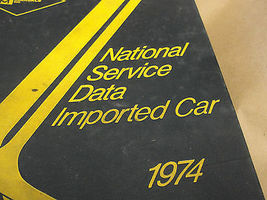 National
Service
Data
Imported Car
1974